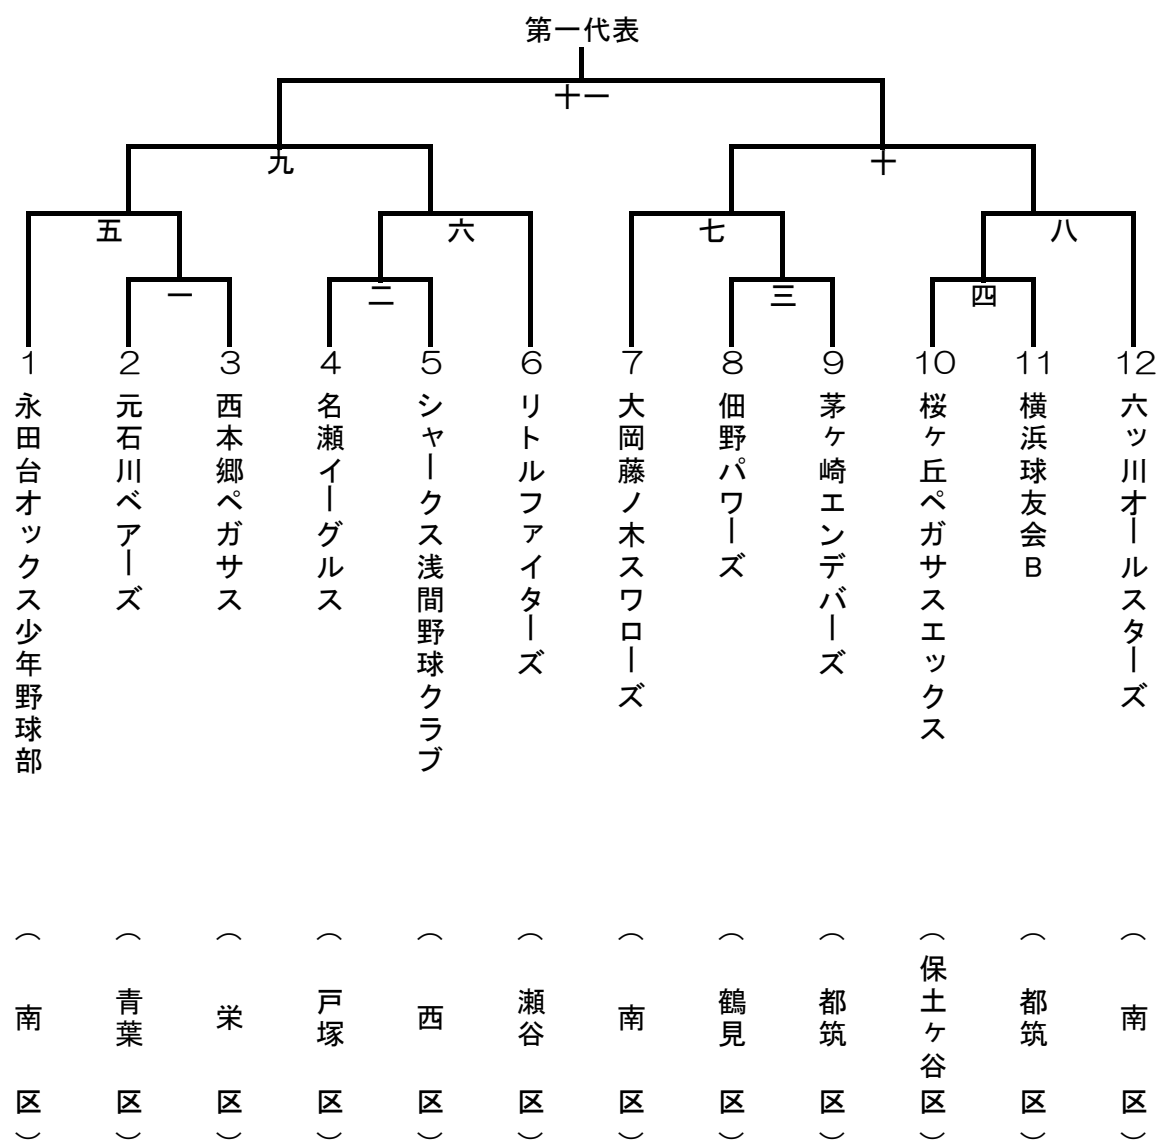 第一代表
十一
九
十
五
六
七
八
一
二
三
四
1
永田台オックス少年野球部
（南区）
2
元石川ベアーズ
（青葉区）
3
西本郷ペガサス
（栄区）
4
名瀬イーグルス
（戸塚区）
5
シャークス浅間野球クラブ
（西区）
6
リトルファイターズ
（瀬谷区）
7
大岡藤ノ木スワローズ
（南区）
8
佃野パワーズ
（鶴見区）
9
茅ヶ崎エンデバーズ
（都筑区）
10
桜ヶ丘ペガサスエックス
（保土ヶ谷区）
11
横浜球友会B
（都筑区）
12
六ッ川オールスターズ
（南区）